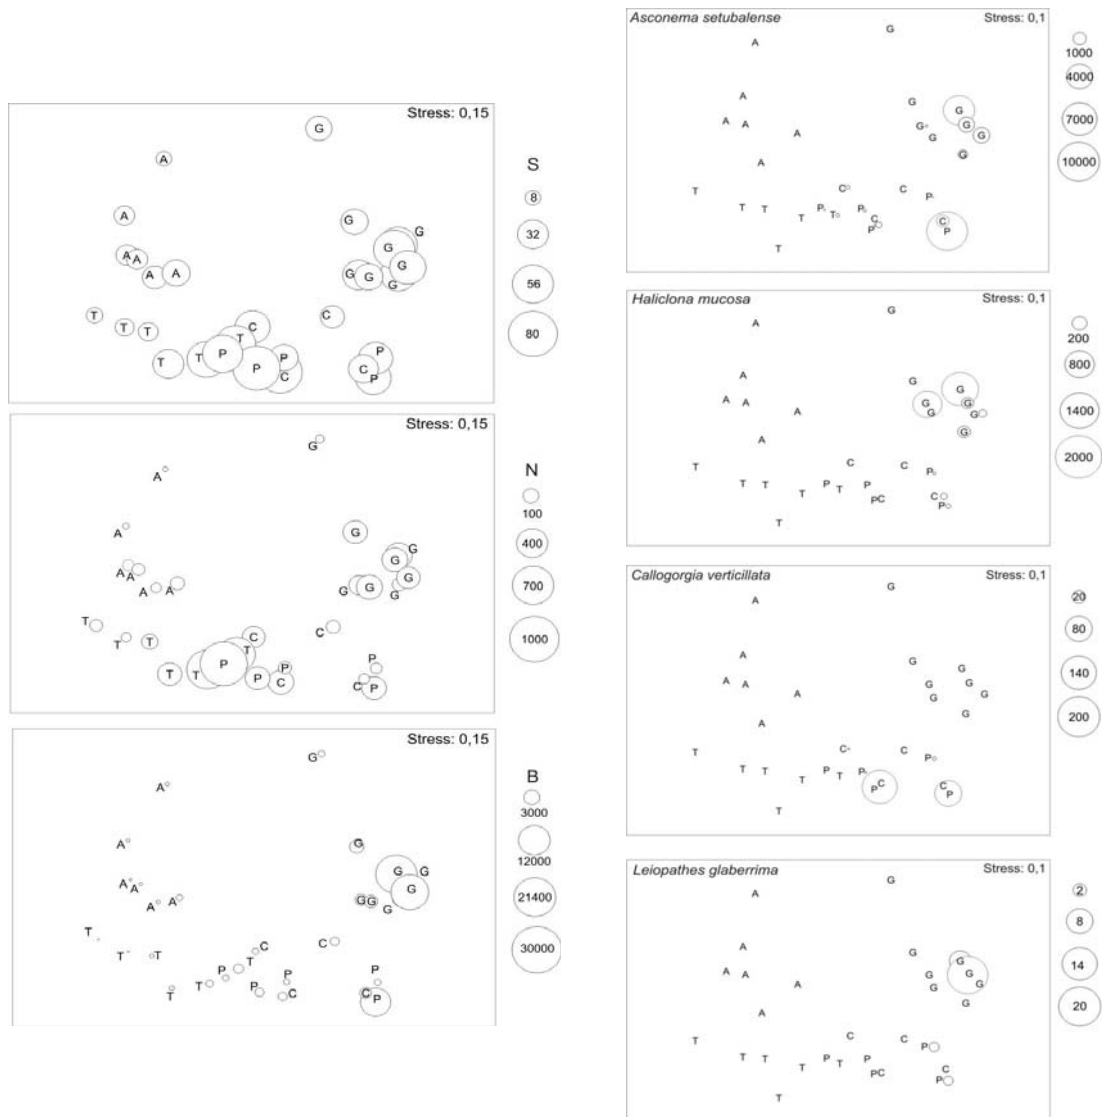 Stress: 0,15
G
A
A
G G
A A G
A A G G G G
T T T C
C
T
T T P P P
P C C P
S
8
32
56
80
Stress: 0,15
G
A
A G
G G
A A G
A A G G G
T
T T C C
T
T T P P P
P C C P
N
100
400
700
1000
Stress: 0,15
G
A
A G
G G
A A G
A A G G G
T
T T T C C
P P P
T T P C C P
B
3000
12000
21400
30000
Asconema setubalense Stress: 0,1
G
A
A G G
A A A G G G G
A G
T C C P
T T T P T P C C
T P P
1000
4000
7000
10000
Haliclona mucosa Stress: 0,1
G
A
A G G
A A A G G G G
A G
T C C P
T T T P T P P C C P
T
200
800
1400
2000
Callogorgia verticillata Stress: 0,1
G
A
A G G
A A A G G G G
A G
T C C P
T T T P T P P C C P
T
20
80
140
200
Leiopathes glaberrima Stress: 0,1
G
A
A G G
A A A G G G G
A G
T C C P
T T T P T P P C C P
T
2
8
14
20